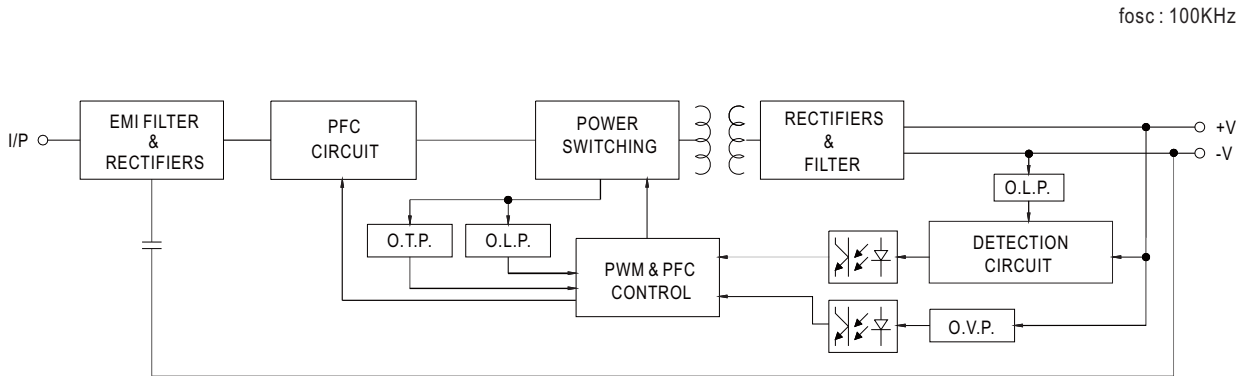 fosc : 100KHz
I/P
EMI FILTER
&
RECTIFIERS
PFC
CIRCUIT
POWER
SWITCHING
RECTIFIERS
&
FILTER
+V
-V
O.L.P.
O.T.P.
O.L.P.
PWM & PFC
CONTROL
DETECTION
CIRCUIT
O.V.P.